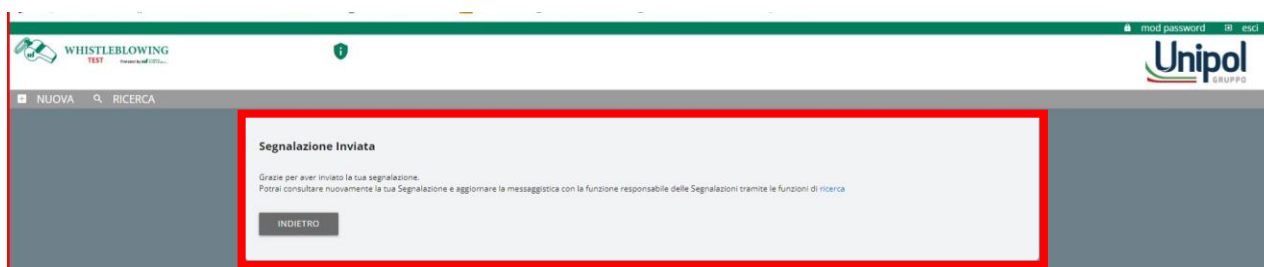 mod password esci
WHISTLEBLOWING
TEST
Unipol
GRUPPO
NUOVA RICERCA
Segnalazione Inviata
Grazie per aver inviato la tua segnalazione.
Potrai consultare nuovamente la tua Segnalazione e aggiornare la messaggistica con la funzione responsabile delle Segnalazioni tramite le funzioni di ricerca
INDIETRO